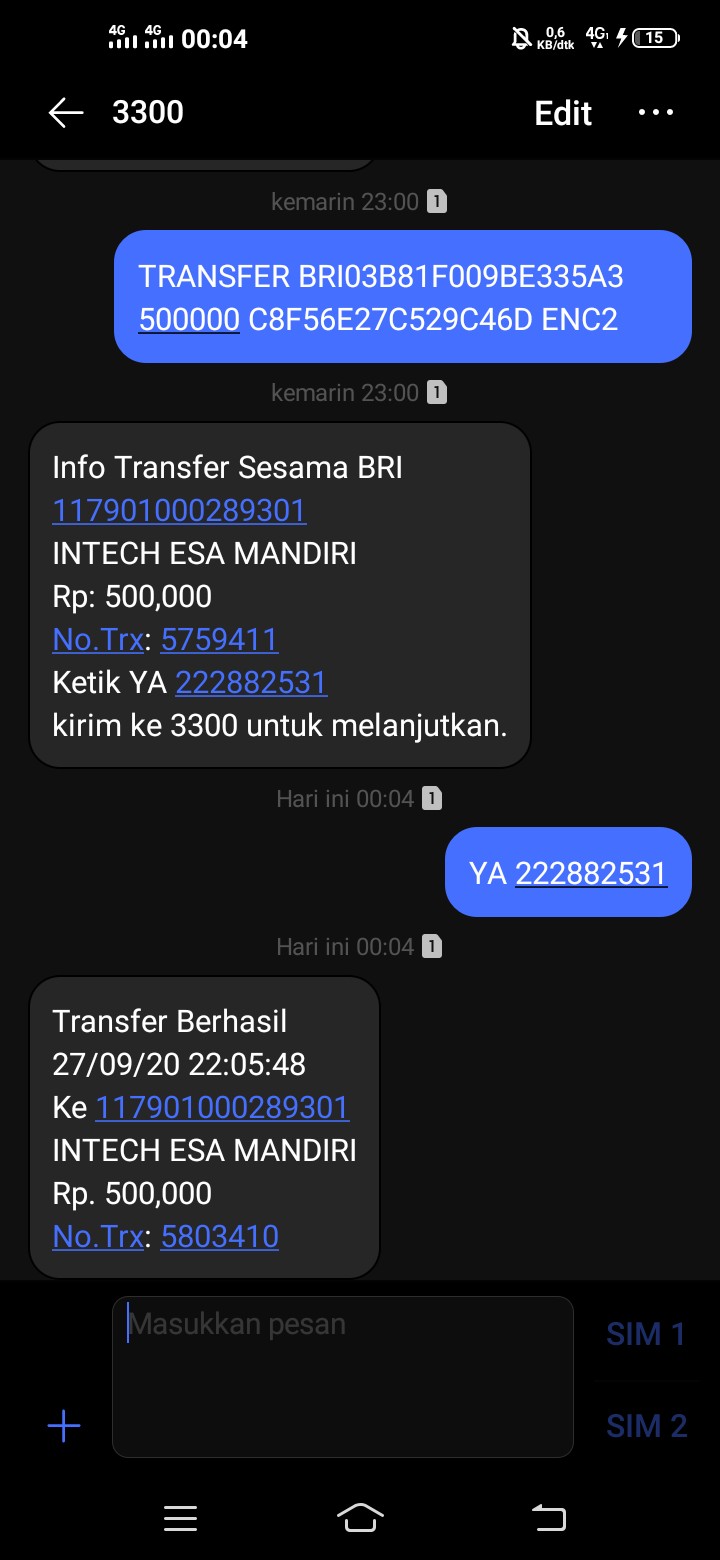 4G 4G 00:04 0,6 KB/dtk 4G 15
3300 Edit
kemarin 23:00 1
TRANSFER BRI03B81F009BE335A3
500000 C8F56E27C529C46D ENC2
kemarin 23:00 1
Info Transfer Sesama BRI
117901000289301
INTECH ESA MANDIRI
Rp: 500,000
No.Trx: 5759411
Ketik YA 222882531
kirim ke 3300 untuk melanjutkan.
Hari ini 00:04 1
YA 222882531
Hari ini 00:04 1
Transfer Berhasil
27/09/20 22:05:48
Ke 117901000289301
INTECH ESA MANDIRI
Rp. 500,000
No.Trx: 5803410
Masukkan pesan
SIM 1
SIM 2